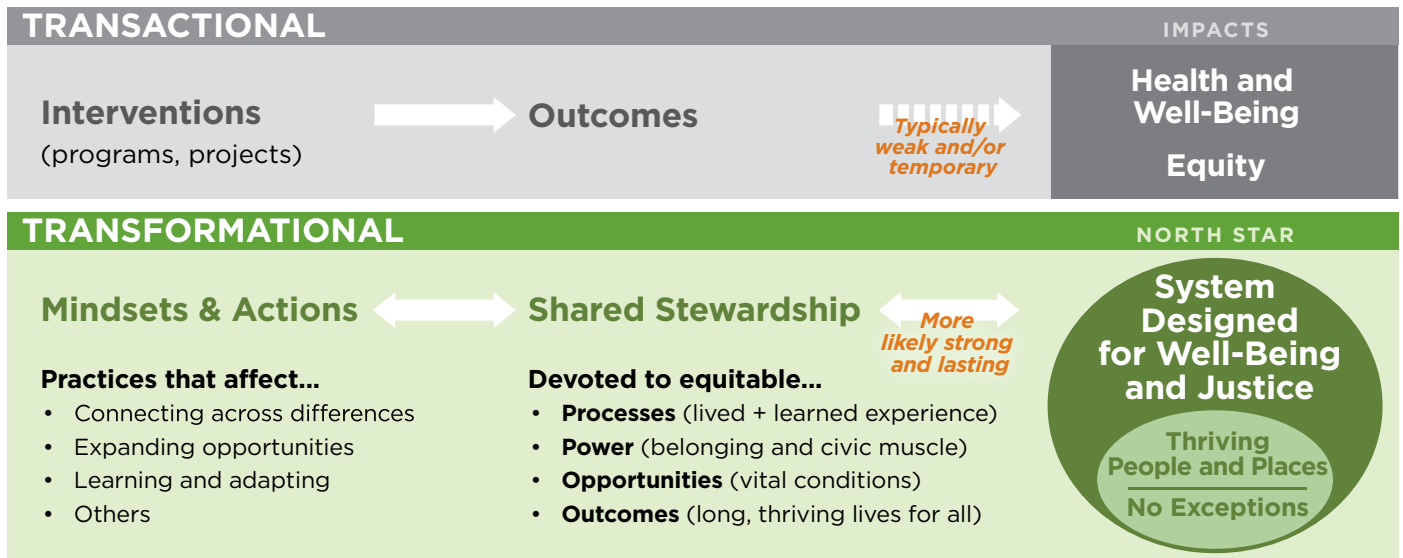 TRANSACTIONAL
IMPACTS
Interventions
(programs, projects)
Outcomes
Typically
weak and/or
temporary
Health and
Well-Being
Equity
TRANSFORMATIONAL
NORTH STAR
Mindsets & Actions
Practices that affect...
• Connecting across differences
• Expanding opportunities
• Learning and adapting
• Others
Shared Stewardship
Devoted to equitable...
• Processes (lived + learned experience)
• Power (belonging and civic muscle)
• Opportunities (vital conditions)
• Outcomes (long, thriving lives for all)
More
likely strong
and lasting
System
Designed
for Well-Being
and Justice
Thriving
People and Places
No Exceptions